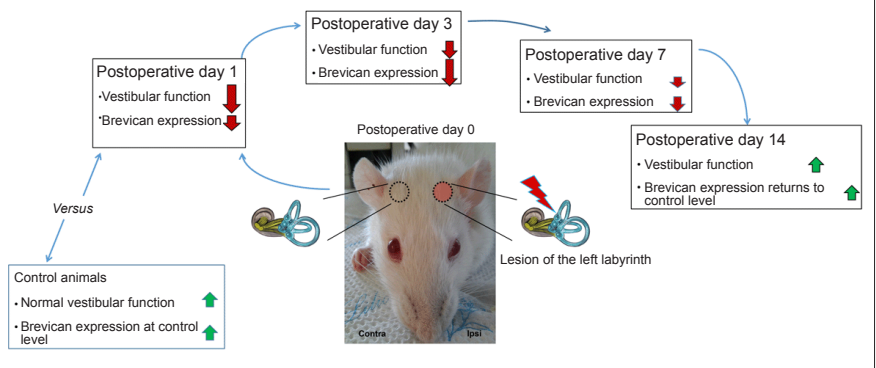 Postoperative day 3
• Vestibular function
• Brevican expression
Postoperative day 7
• Vestibular function
• Brevican expression
Postoperative day 1
•Vestibular function
•Brevican expression
Postoperative day 0
Postoperative day 14
• Vestibular function
• Brevican expression returns to
control level
Versus
Lesion of the left labyrinth
Control animals
• Normal vestibular function
• Brevican expression at control
level
Contra
Ipsi